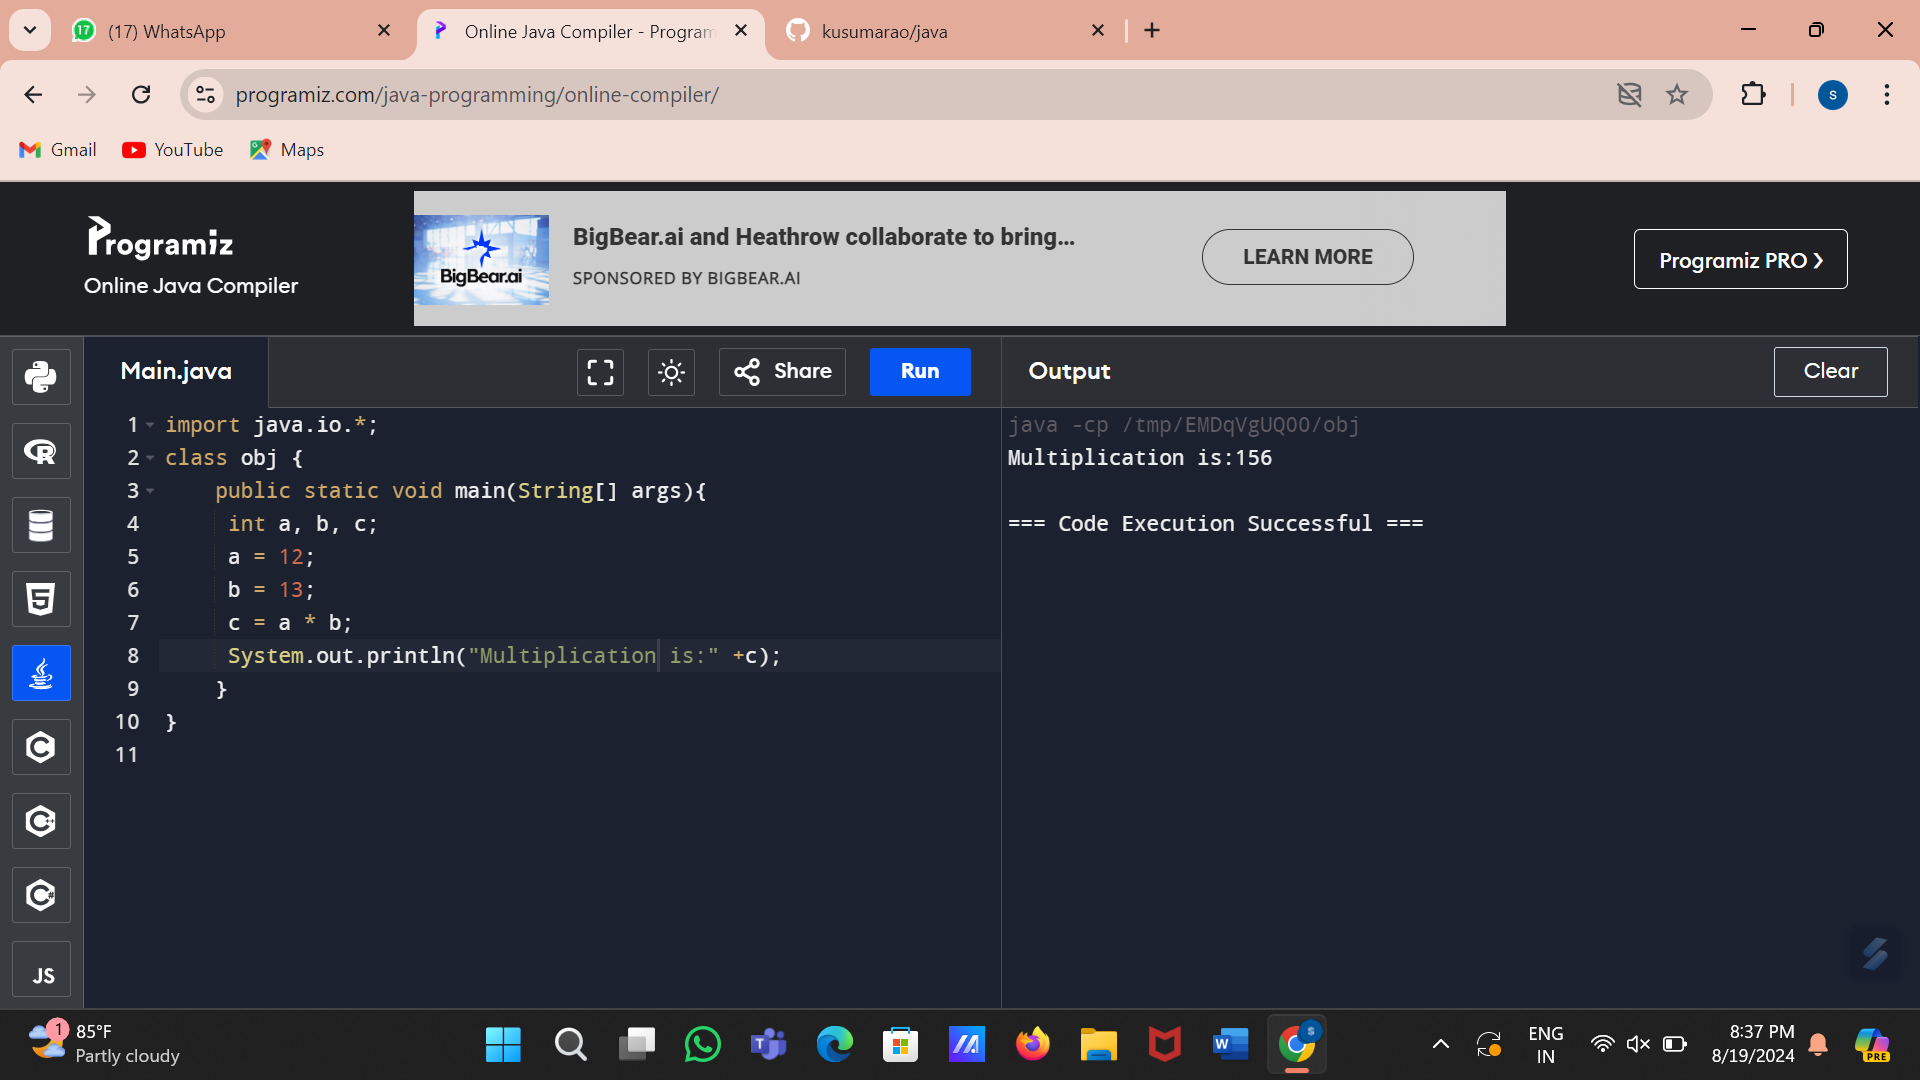 17 (17) WhatsApp
Online Java Compiler - Program
kusumarao/java
programiz.com/java-programming/online-compiler/
s
Gmail
YouTube
Maps
Programiz
Online Java Compiler
BigBear.ai
BigBear.ai and Heathrow collaborate to bring...
SPONSORED BY BIGBEAR.AI
LEARN MORE
Programiz PRO ❯
Main.java
Share
Run
Output
Clear
1 import java.io.*;
2 class obj {
3 public static void main(String[] args){
4 int a, b, c;
5 a = 12;
6 b = 13;
7 c = a * b;
8 System.out.println("Multiplication is:" +c);
9 }
10 }
11
java -cp /tmp/EMDqVgUQ00/obj
Multiplication is:156
=== Code Execution Successful ===
R
5
C
C++
C#
JS
1
85°F
Partly cloudy
T
W
S
ENG
IN
8:37 PM
8/19/2024
PRE